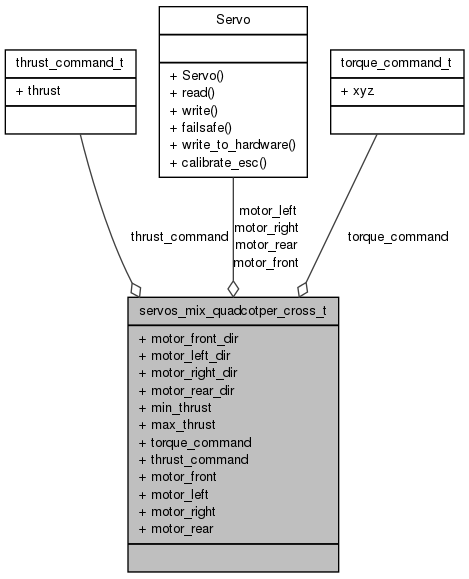 Servo
+ Servo()
+ read()
+ write()
+ failsafe()
+ write_to_hardware()
+ calibrate_esc()
thrust_command_t
+ thrust
torque_command_t
+ xyz
thrust_command
motor_left
motor_right
motor_rear
motor_front
torque_command
servos_mix_quadcotper_cross_t
+ motor_front_dir
+ motor_left_dir
+ motor_right_dir
+ motor_rear_dir
+ min_thrust
+ max_thrust
+ torque_command
+ thrust_command
+ motor_front
+ motor_left
+ motor_right
+ motor_rear